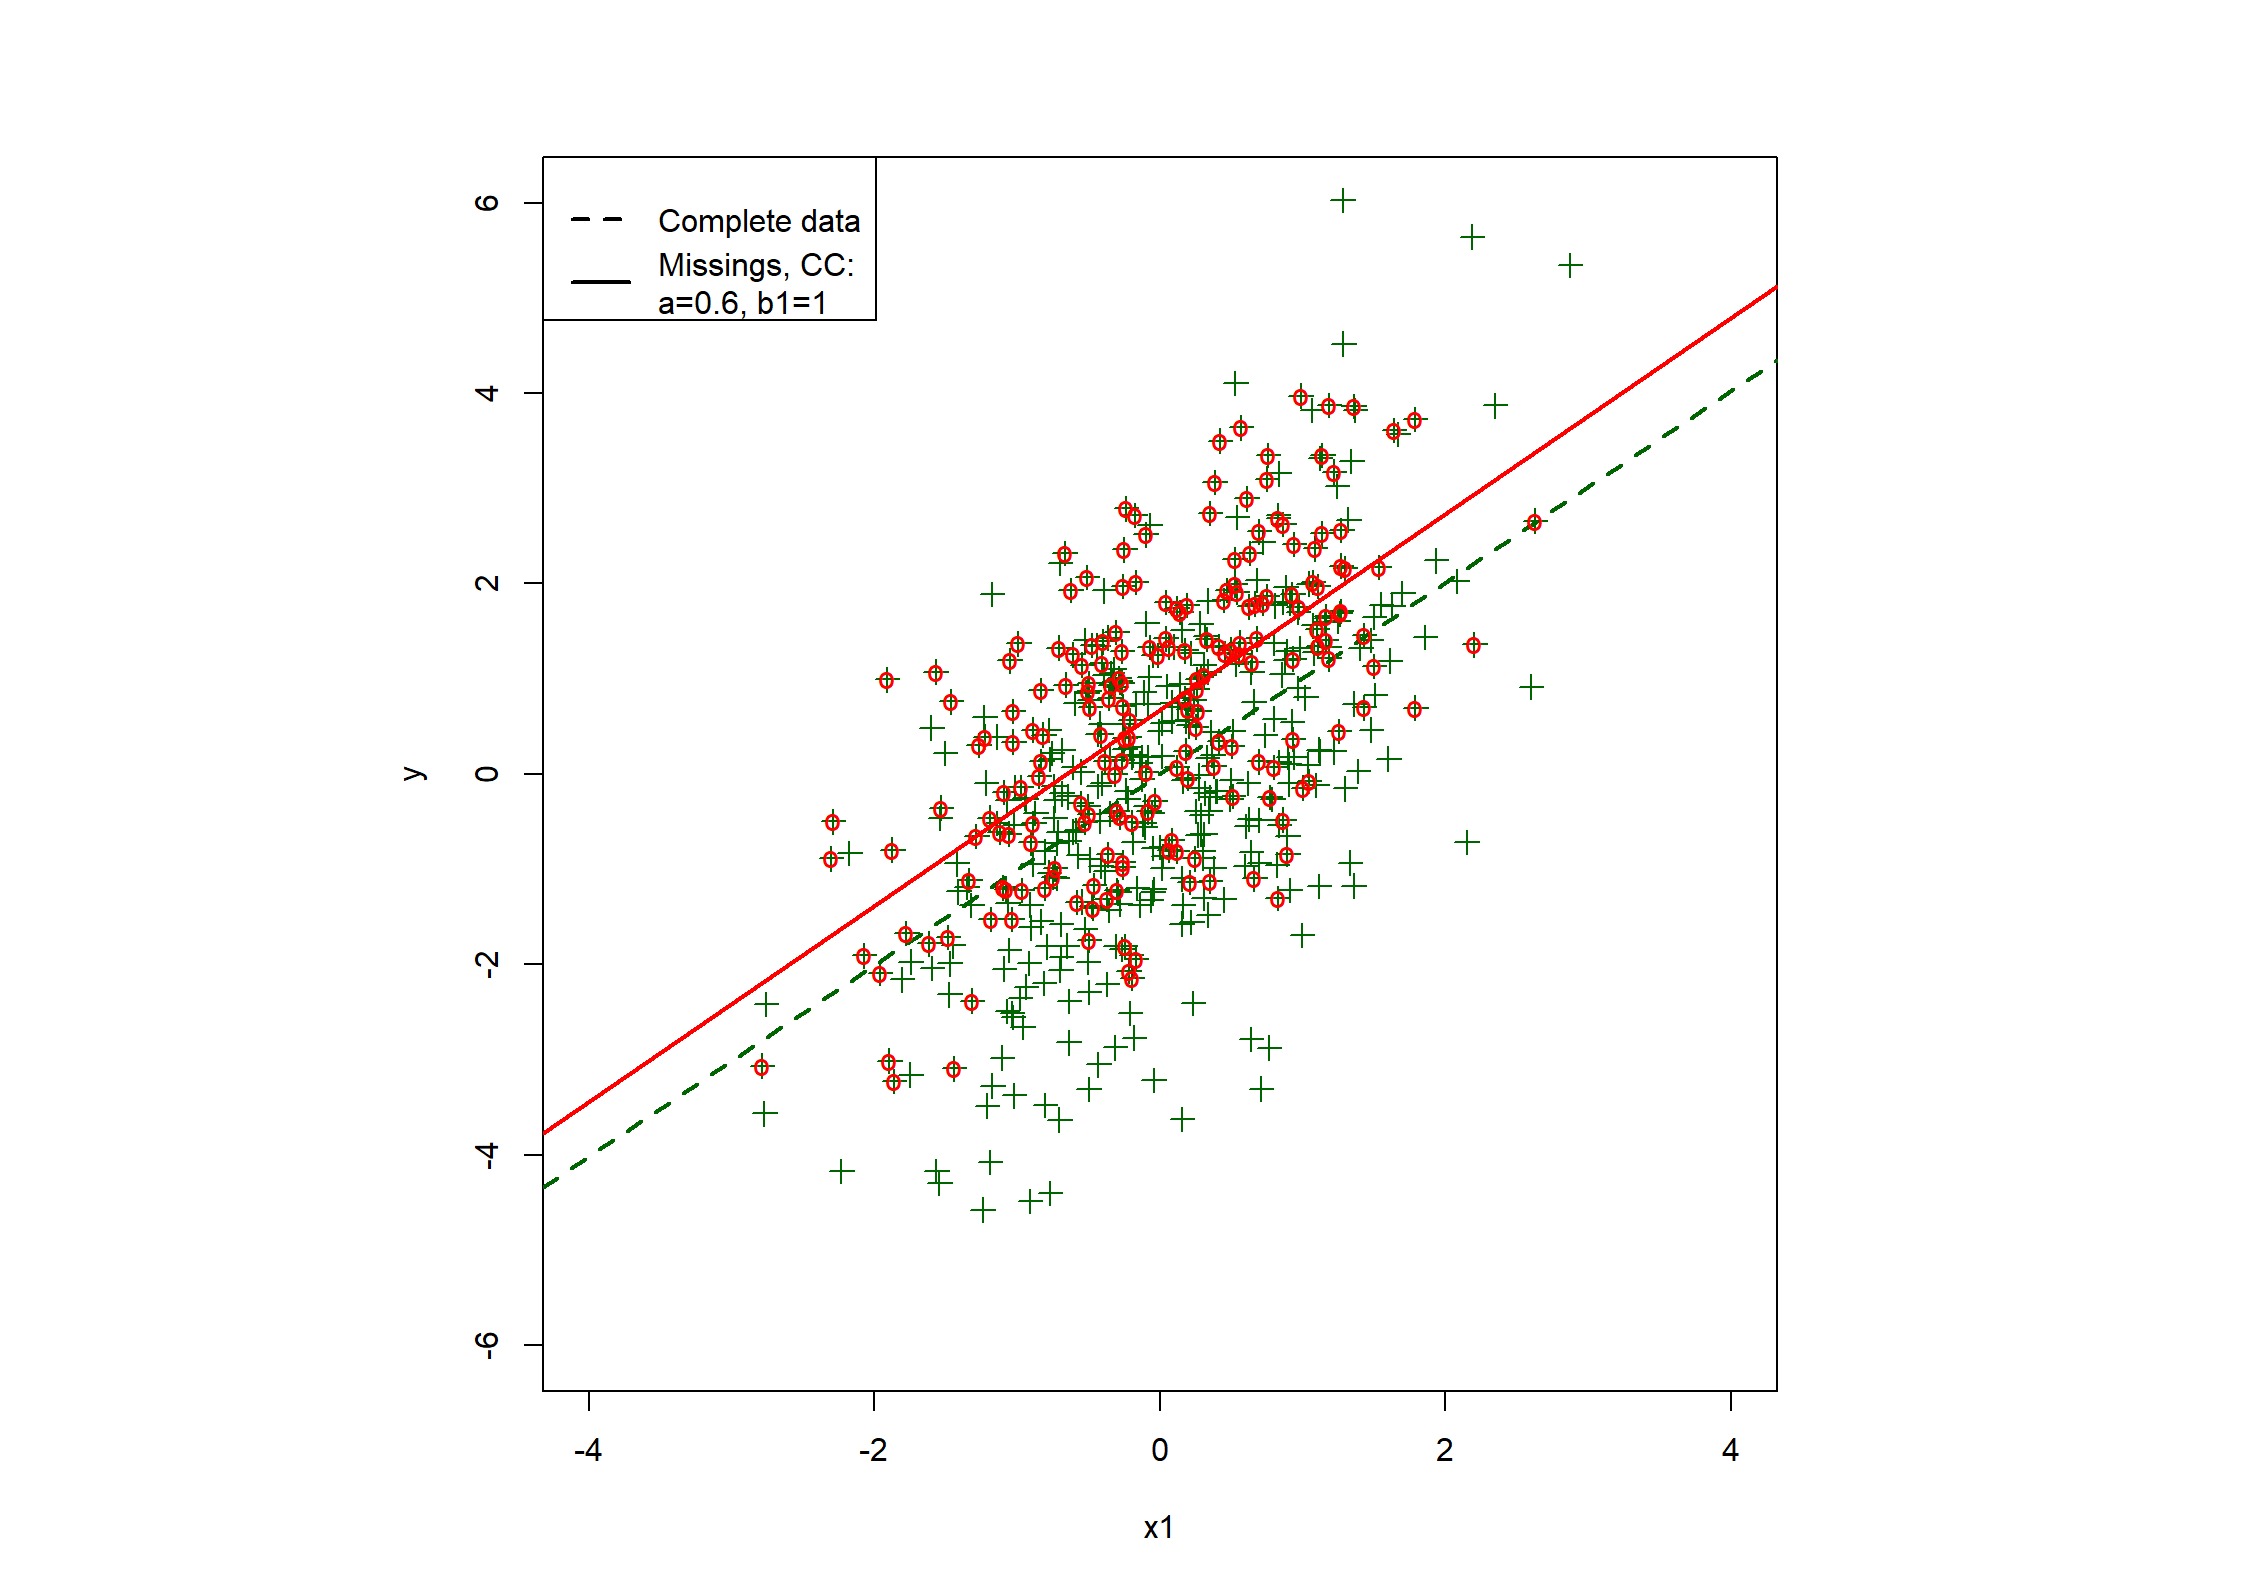 Complete data
Missings, CC:
a=0.6, b1=1
6
4
2
0
-2
-4
-6
y
-4 -2 0 2 4
x1